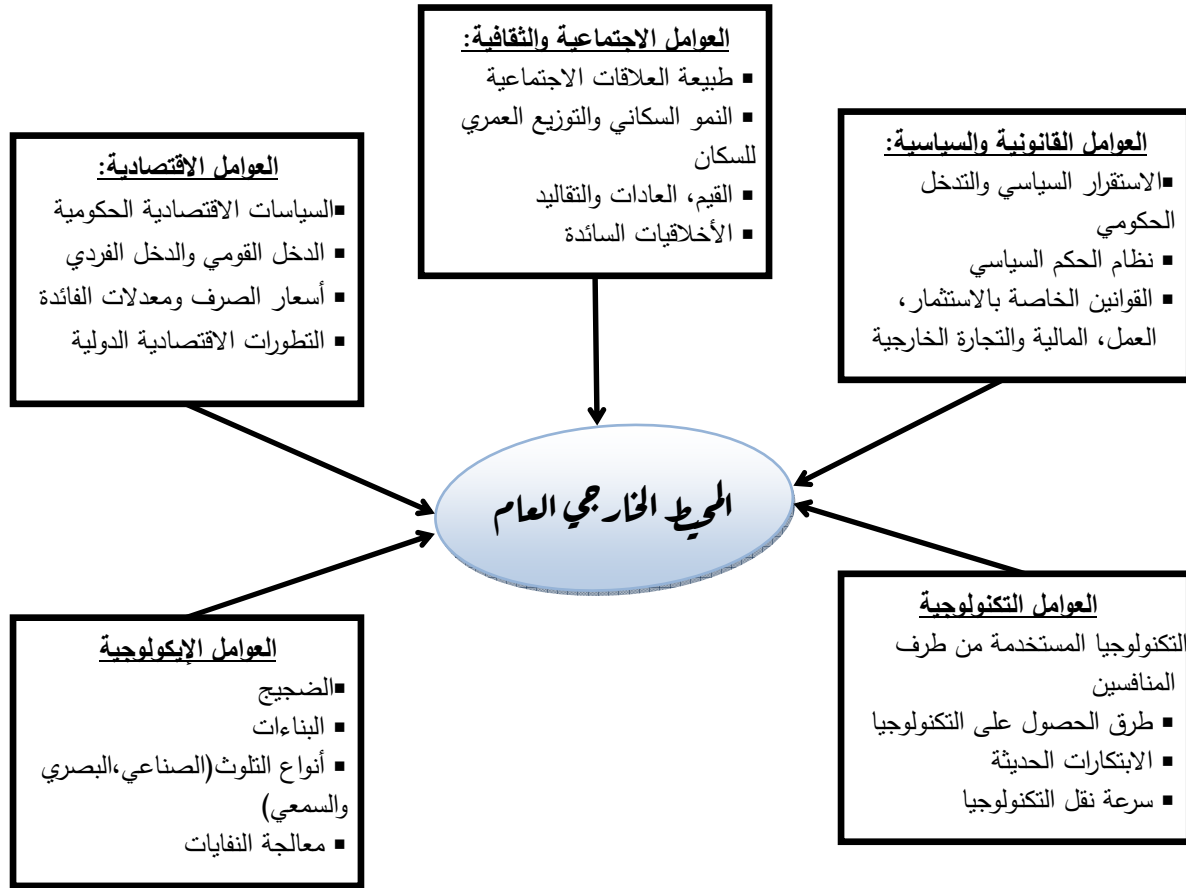 العوامل الاجتماعية والثقافية:
▪ طبيعة العلاقات الاجتماعية
▪ النمو السكاني والتوزيع العمري
للسكان
▪ القيم، العادات والتقاليد
▪ الأخلاقيات السائدة
العوامل القانونية والسياسية:
▪الاستقرار السياسي والتدخل
الحكومي
▪ نظام الحكم السياسي
▪ القوانين الخاصة بالاستثمار،
العمل، المالية والتجارة الخارجية
العوامل الاقتصادية:
▪السياسات الاقتصادية الحكومية
▪ الدخل القومي والدخل الفردي
▪ أسعار الصرف ومعدلات الفائدة
▪ التطورات الاقتصادية الدولية
المحيط الخارجي العام
العوامل التكنولوجية
التكنولوجيا المستخدمة من طرف
المنافسين
▪ طرق الحصول على التكنولوجيا
▪ الابتكارات الحديثة
▪ سرعة نقل التكنولوجيا
العوامل الإيكولوجية
▪الضجيج
▪ البناءات
▪ أنواع التلوث(الصناعي،البصري
والسمعي)
▪ معالجة النفايات